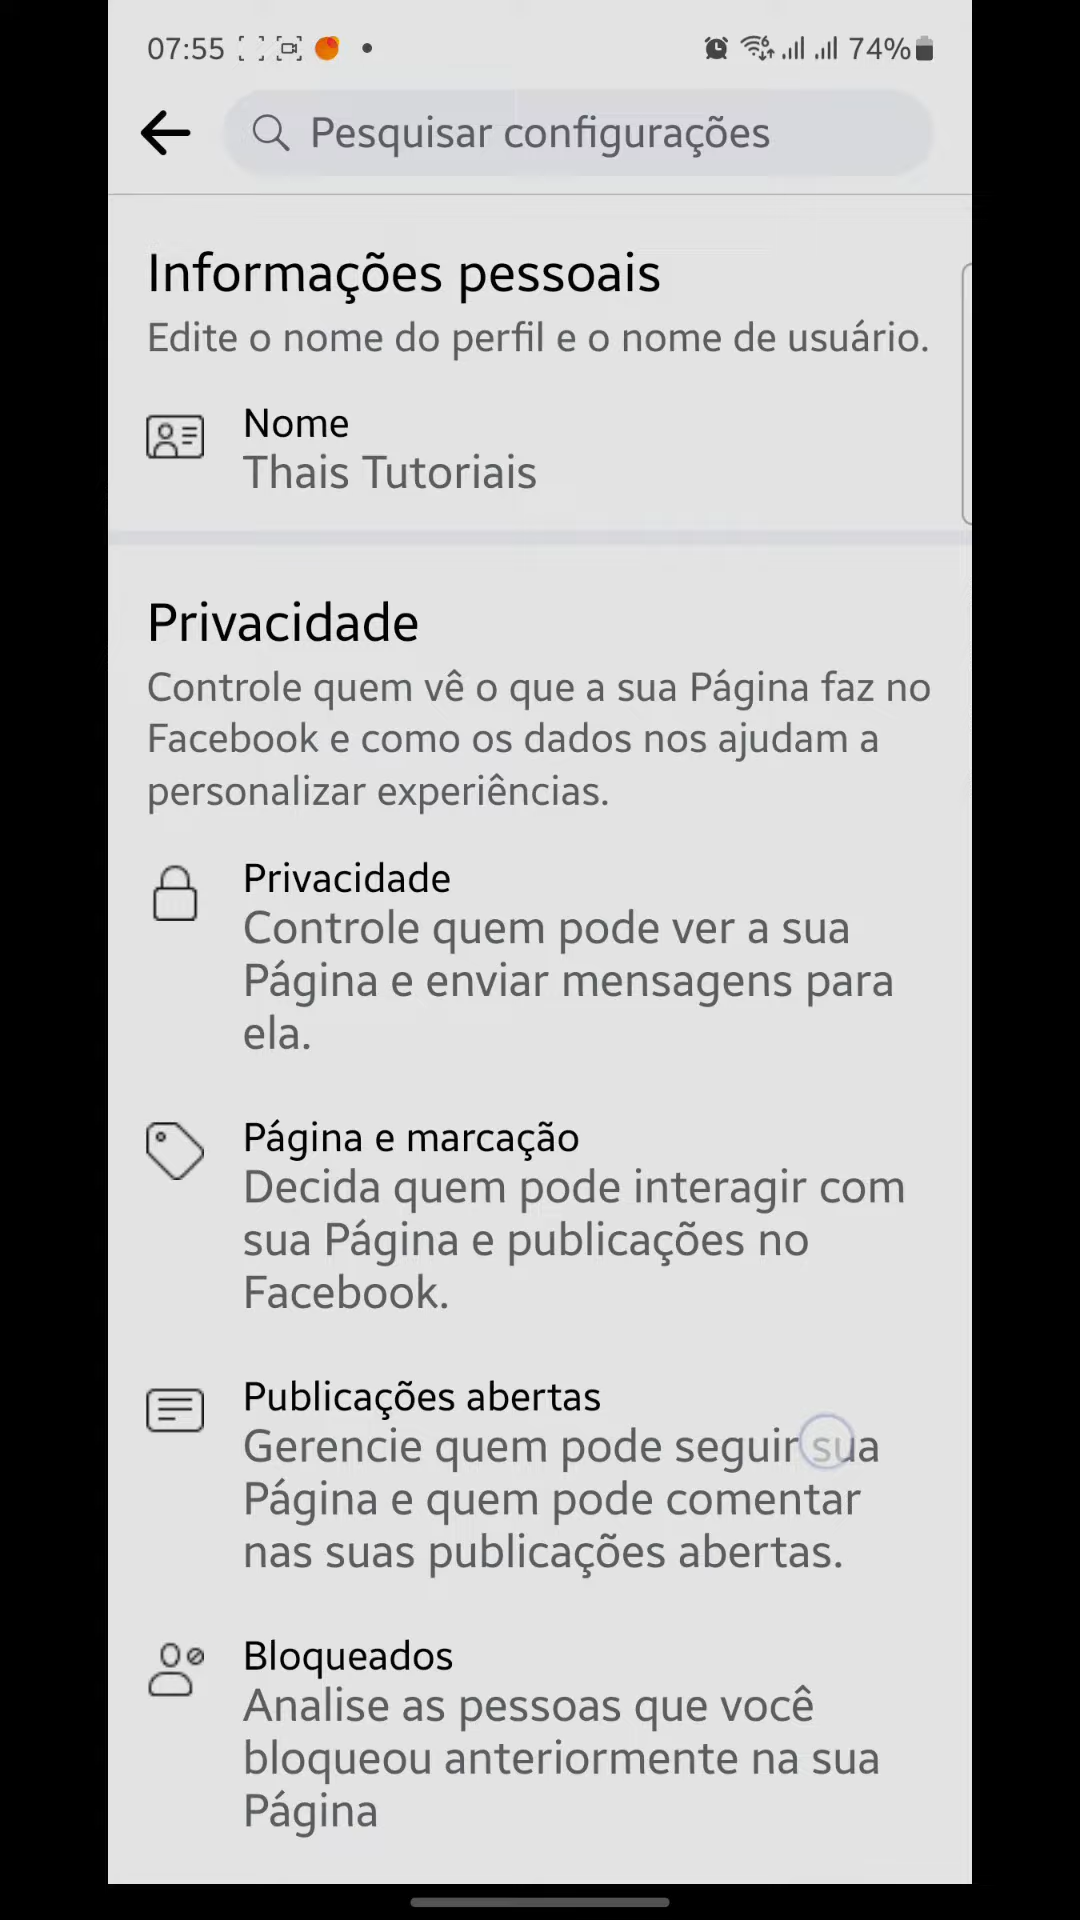 07:55
74%
Pesquisar configurações
Informações pessoais
Edite o nome do perfil e o nome de usuário.
Nome
Thais Tutoriais
Privacidade
Controle quem vê o que a sua Página faz no
Facebook e como os dados nos ajudam a
personalizar experiências.
Privacidade
Controle quem pode ver a sua
Página e enviar mensagens para
ela.
Página e marcação
Decida quem pode interagir com
sua Página e publicações no
Facebook.
Publicações abertas
Gerencie quem pode seguir sua
Página e quem pode comentar
nas suas publicações abertas.
Bloqueados
Analise as pessoas que você
bloqueou anteriormente na sua
Página